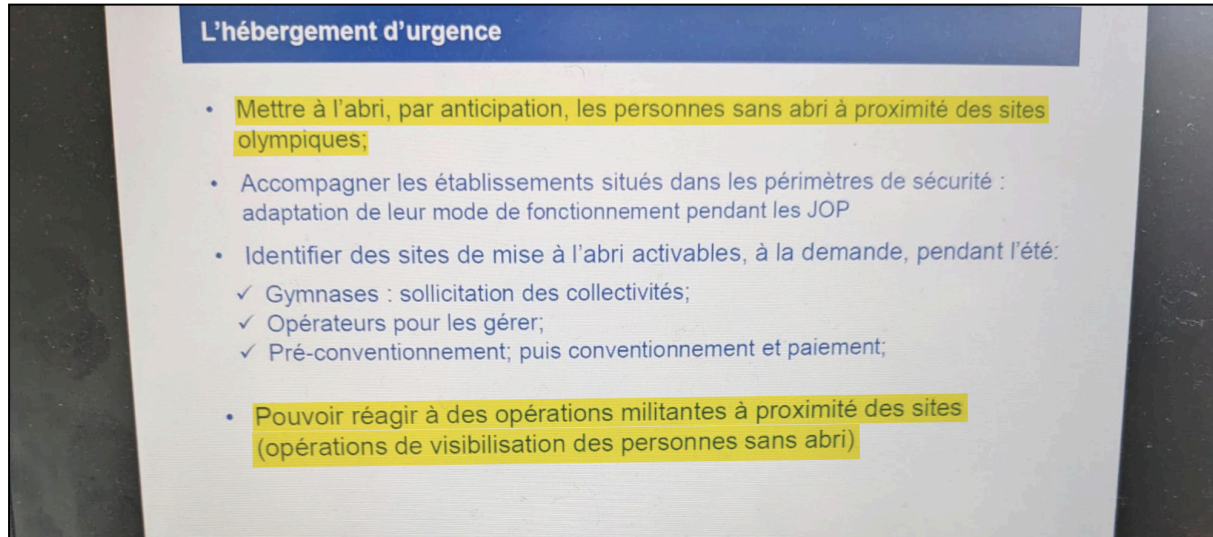 L'hébergement d'urgence
• Mettre à l'abri, par anticipation, les personnes sans abri à proximité des sites
olympiques;
• Accompagner les établissements situés dans les périmètres de sécurité :
adaptation de leur mode de fonctionnement pendant les JOP
• Identifier des sites de mise à l'abri activables, à la demande, pendant l'été:
✓ Gymnases : sollicitation des collectivités;
✓ Opérateurs pour les gérer;
✓ Pré-conventionnement; puis conventionnement et paiement;
• Pouvoir réagir à des opérations militantes à proximité des sites
(opérations de visibilisation des personnes sans abri)